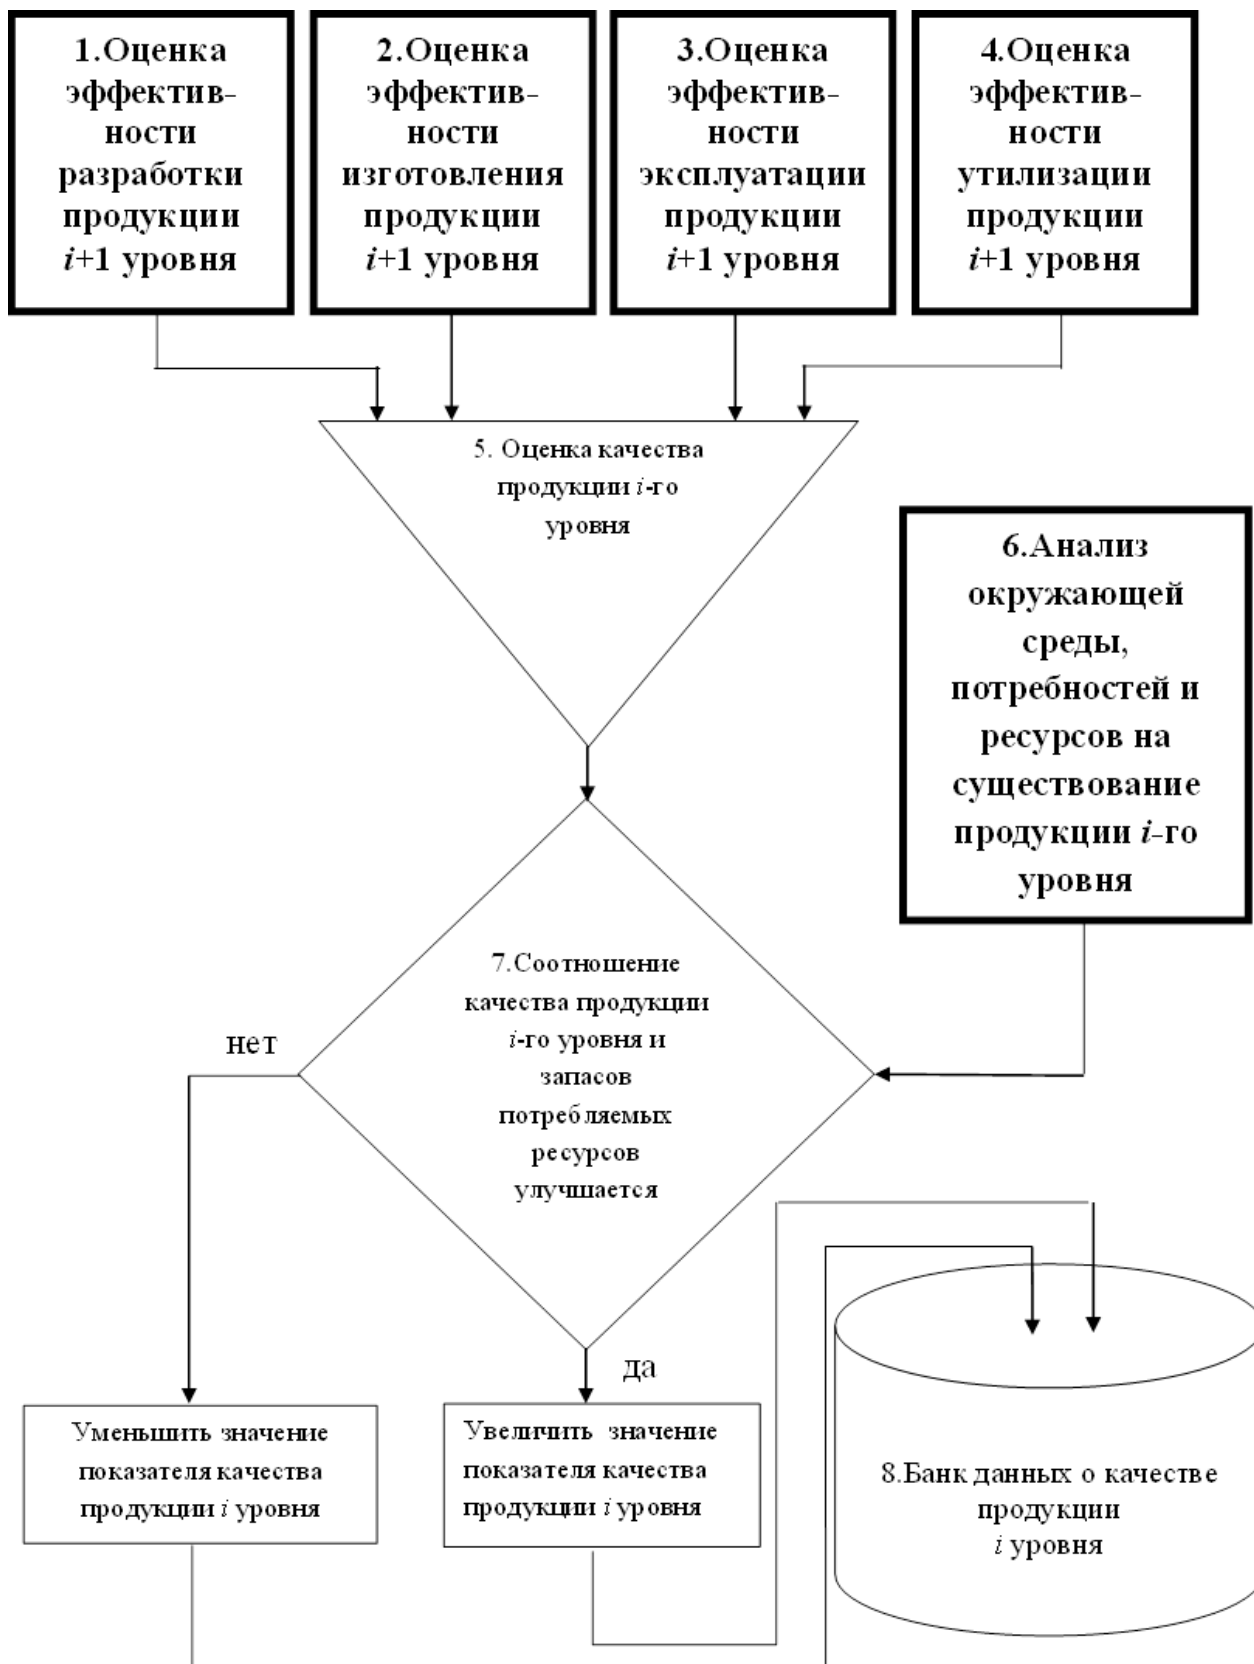 1.Оценка
эффектив-
ности
разработки
продукции
i+1 уровня
2.Оценка
эффектив-
ности
изготовления
продукции
i+1 уровня
3.Оценка
эффектив-
ности
эксплуатации
продукции
i+1 уровня
4.Оценка
эффектив-
ности
утилизации
продукции
i+1 уровня
5. Оценка качества
продукции i-го
уровня
6.Анализ
окружающей
среды,
потребностей и
ресурсов на
существование
продукции i-го
уровня
7.Соотношение
качества продукции
i-го уровня и
запасов
потребляемых
ресурсов
улучшается
нет
да
Уменьшить значение
показателя качества
продукции i уровня
Увеличить значение
показателя качества
продукции i уровня
8.Банк данных о качестве
продукции
i уровня